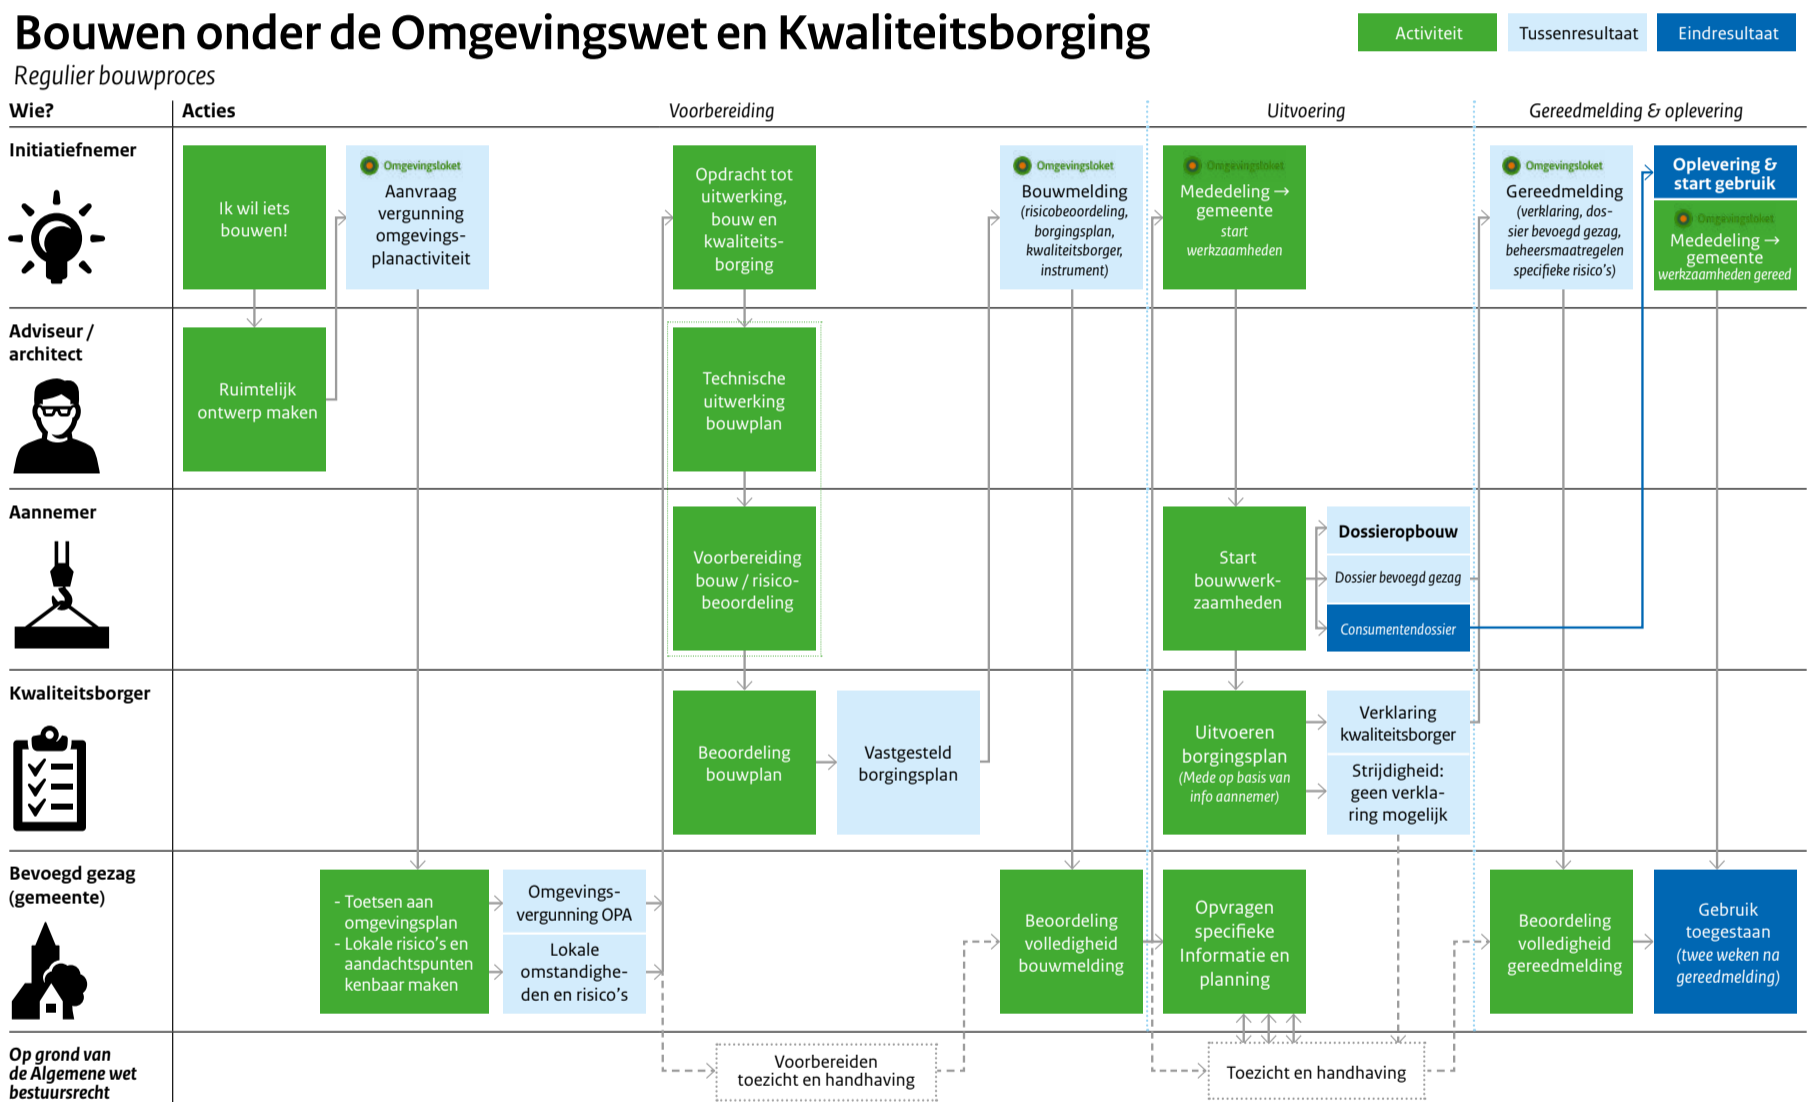 Bouwen onder de Omgevingswet en Kwaliteitsborging
Activiteit
Tussenresultaat
Eindresultaat
Regulier bouwproces
Wie?
Acties
Voorbereiding
Uitvoering
Gereedmelding & oplevering
Initiatiefnemer
Ik wil iets
bouwen!
Omgevingsloket
Aanvraag
vergunning
omgevings-
planactiviteit
Opdracht tot
uitwerking,
bouw en
kwaliteits-
borging
Omgevingsloket
Bouwmelding
(risicobeoordeling,
borgingsplan,
kwaliteitsborger,
instrument)
Omgevingsloket
Mededeling →
gemeente
start
werkzaamheden
Omgevingsloket
Gereedmelding
(verklaring, dos-
sier bevoegd gezag,
beheersmaatregelen
specifieke risico's)
Oplevering &
start gebruik
Omgevingsloket
Mededeling →
gemeente
werkzaamheden gereed
Adviseur /
architect
Ruimtelijk
ontwerp maken
Technische
uitwerking
bouwplan
Aannemer
Voorbereiding
bouw / risico-
beoordeling
Start
bouwwerk-
zaamheden
Dossieropbouw
Dossier bevoegd gezag
Consumentendossier
Kwaliteitsborger
Beoordeling
bouwplan
Vastgesteld
borgingsplan
Uitvoeren
borgingsplan
(Mede op basis van
info aannemer)
Verklaring
kwaliteitsborger
Strijdigheid:
geen verkla-
ring mogelijk
Bevoegd gezag
(gemeente)
- Toetsen aan
omgevingsplan
- Lokale risico's en
aandachtspunten
kenbaar maken
Omgevings-
vergunning OPA
Lokale
omstandighe-
den en risico's
Beoordeling
volledigheid
bouwmelding
Opvragen
specifieke
Informatie en
planning
Beoordeling
volledigheid
gereedmelding
Gebruik
toegestaan
(twee weken na
gereedmelding)
Op grond van
de Algemene wet
bestuursrecht
Voorbereiden
toezicht en handhaving
Toezicht en handhaving